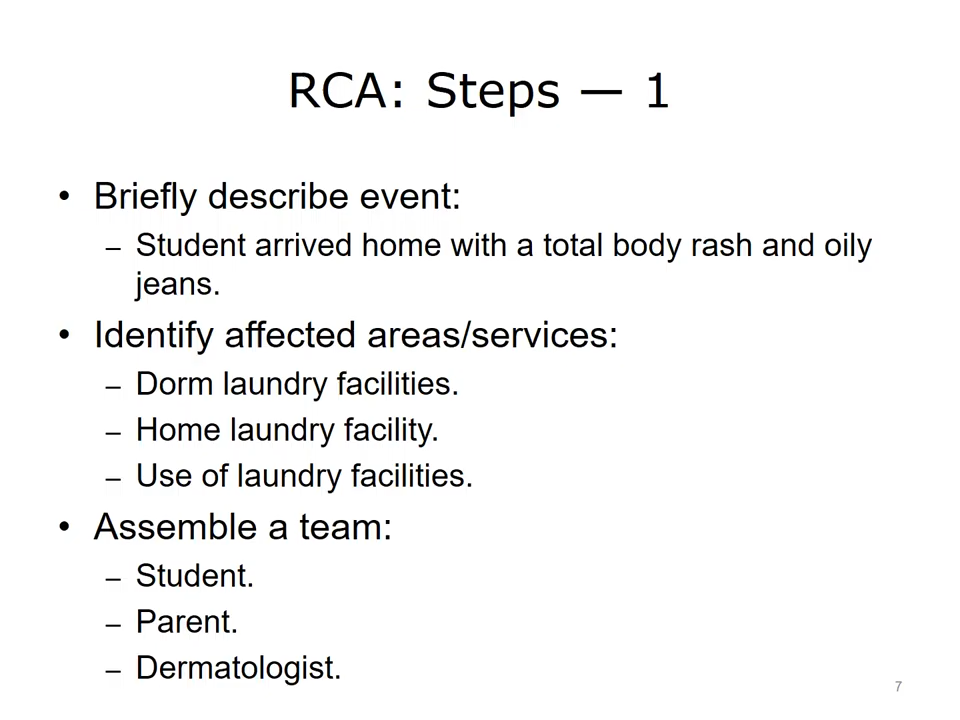 RCA: Steps — 1
• Briefly describe event:
– Student arrived home with a total body rash and oily
jeans.
• Identify affected areas/services:
– Dorm laundry facilities.
– Home laundry facility.
– Use of laundry facilities.
• Assemble a team:
– Student.
– Parent.
– Dermatologist.
7